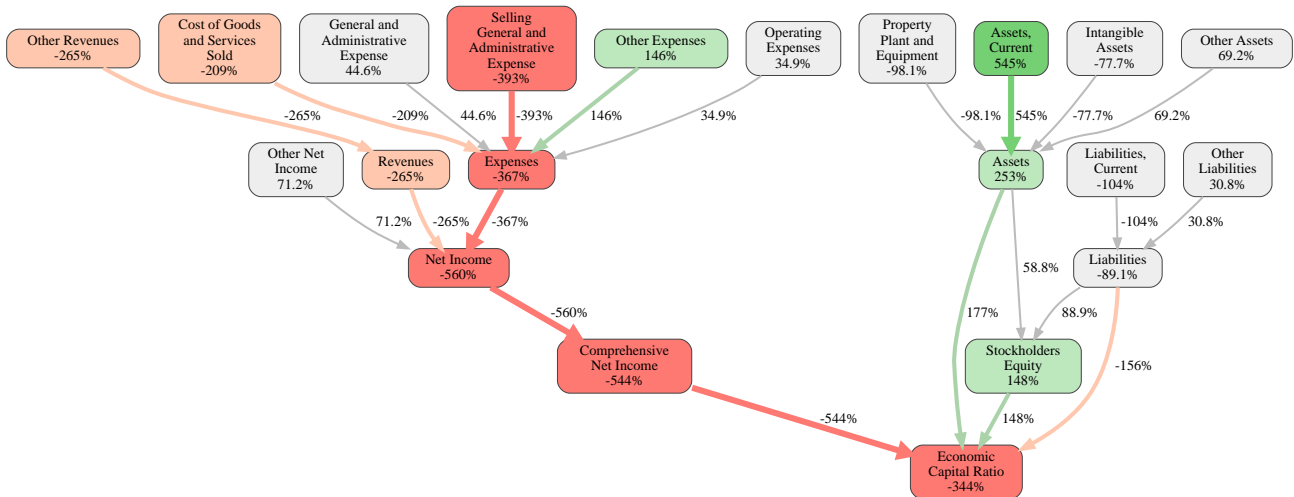 Other Revenues
-265%
Cost of Goods
and Services
Sold
-209%
General and
Administrative
Expense
44.6%
Selling
General and
Administrative
Expense
-393%
Other Expenses
146%
Operating
Expenses
34.9%
Property
Plant and
Equipment
-98.1%
Assets,
Current
545%
Intangible
Assets
-77.7%
Other Assets
69.2%
-265%
-209%
44.6%
-393%
146%
34.9%
-98.1%
545%
-77.7%
69.2%
Other Net
Income
71.2%
Revenues
-265%
Expenses
-367%
Assets
253%
Liabilities,
Current
-104%
Other
Liabilities
30.8%
71.2%
-265%
-367%
-104%
30.8%
Net Income
-560%
58.8%
Liabilities
-89.1%
-560%
177%
88.9%
Comprehensive
Net Income
-544%
Stockholders
Equity
148%
-156%
-544%
148%
Economic
Capital Ratio
-344%